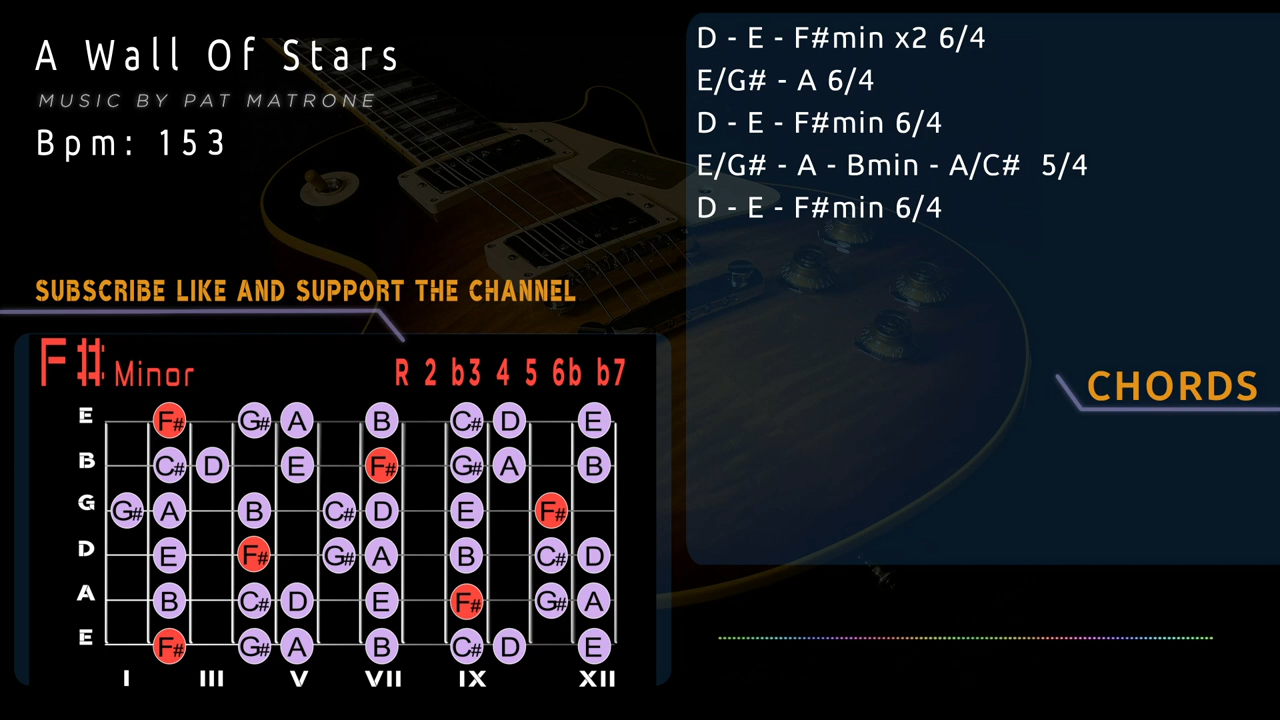 A Wall Of Stars
MUSIC BY PAT MATRONE
Bpm: 153
D - E - F#min x2 6/4
E/G# - A 6/4
D - E - F#min 6/4
E/G# - A - Bmin - A/C# 5/4
D - E - F#min 6/4
SUBSCRIBE LIKE AND SUPPORT THE CHANNEL
CHORDS
F# Minor R 2 b3 4 5 6b b7
E F# G# A B C# D E
B C# D E F# G# A B
G G# A B C# D E F#
D E F# G# A B C# D
A B C# D E F# G# A
E F# G# A B C# D E
I III V VII IX XII